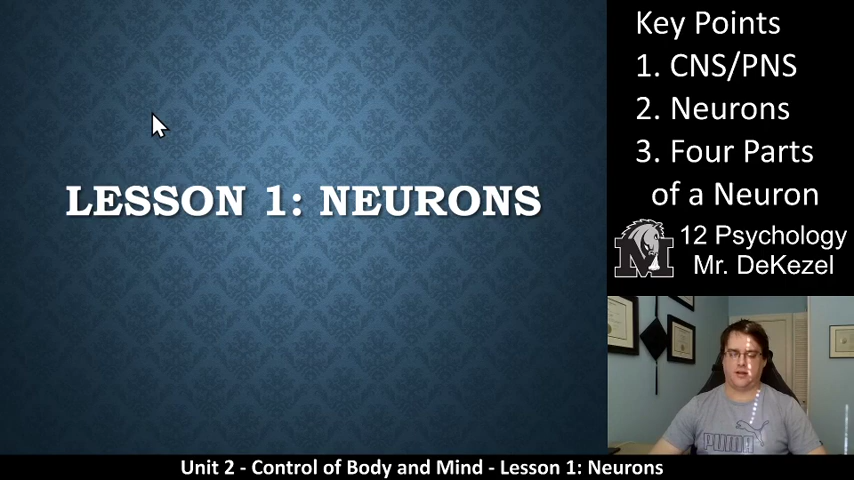 LESSON 1: NEURONS
Key Points
1. CNS/PNS
2. Neurons
3. Four Parts
of a Neuron
M
12 Psychology
Mr. DeKezel
PUMA
Unit 2 - Control of Body and Mind - Lesson 1: Neurons